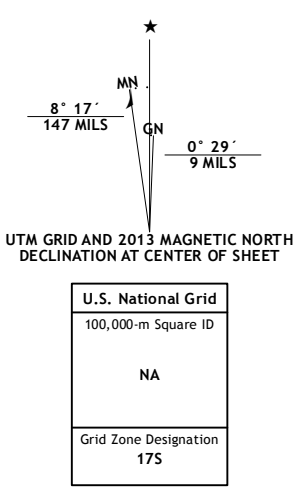 ★
MN
8° 17´
147 MILS
GN
0° 29´
9 MILS
UTM GRID AND 2013 MAGNETIC NORTH
DECLINATION AT CENTER OF SHEET
U.S. National Grid
100,000-m Square ID
NA
Grid Zone Designation
17S